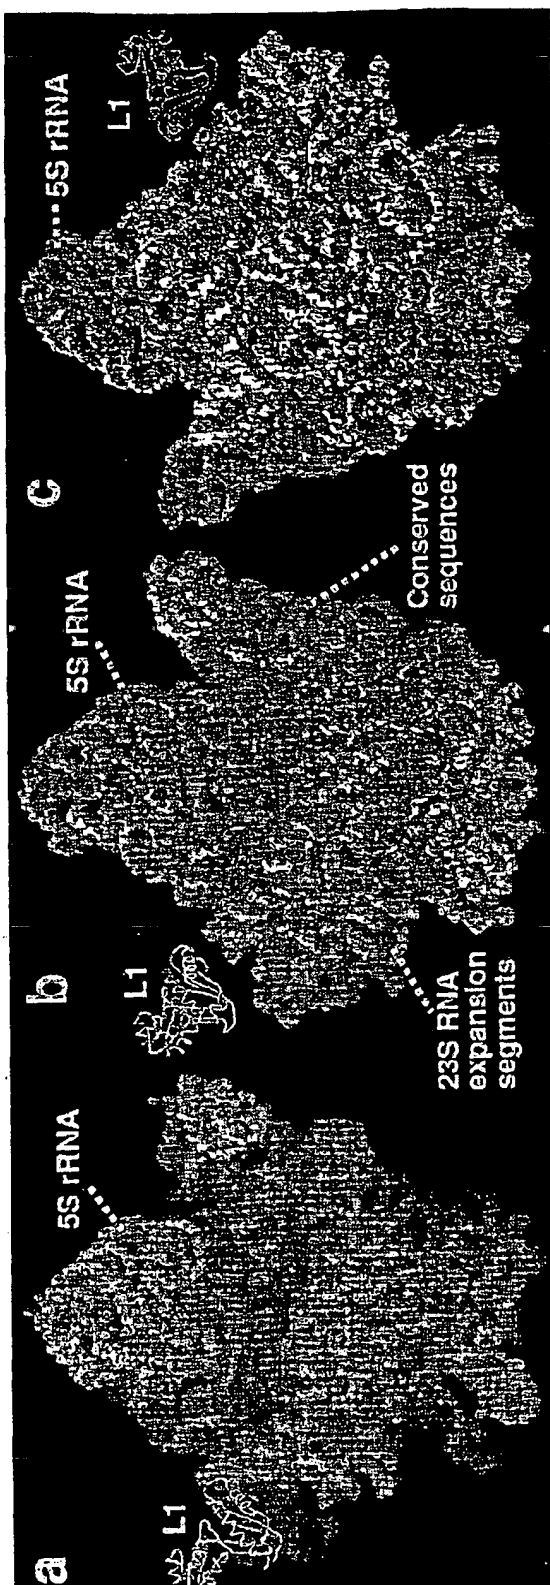 a
L1
5S rRNA
b
L1
5S rRNA
23S RNA
expansion
segments
Conserved
sequences
c
5S rRNA
L1